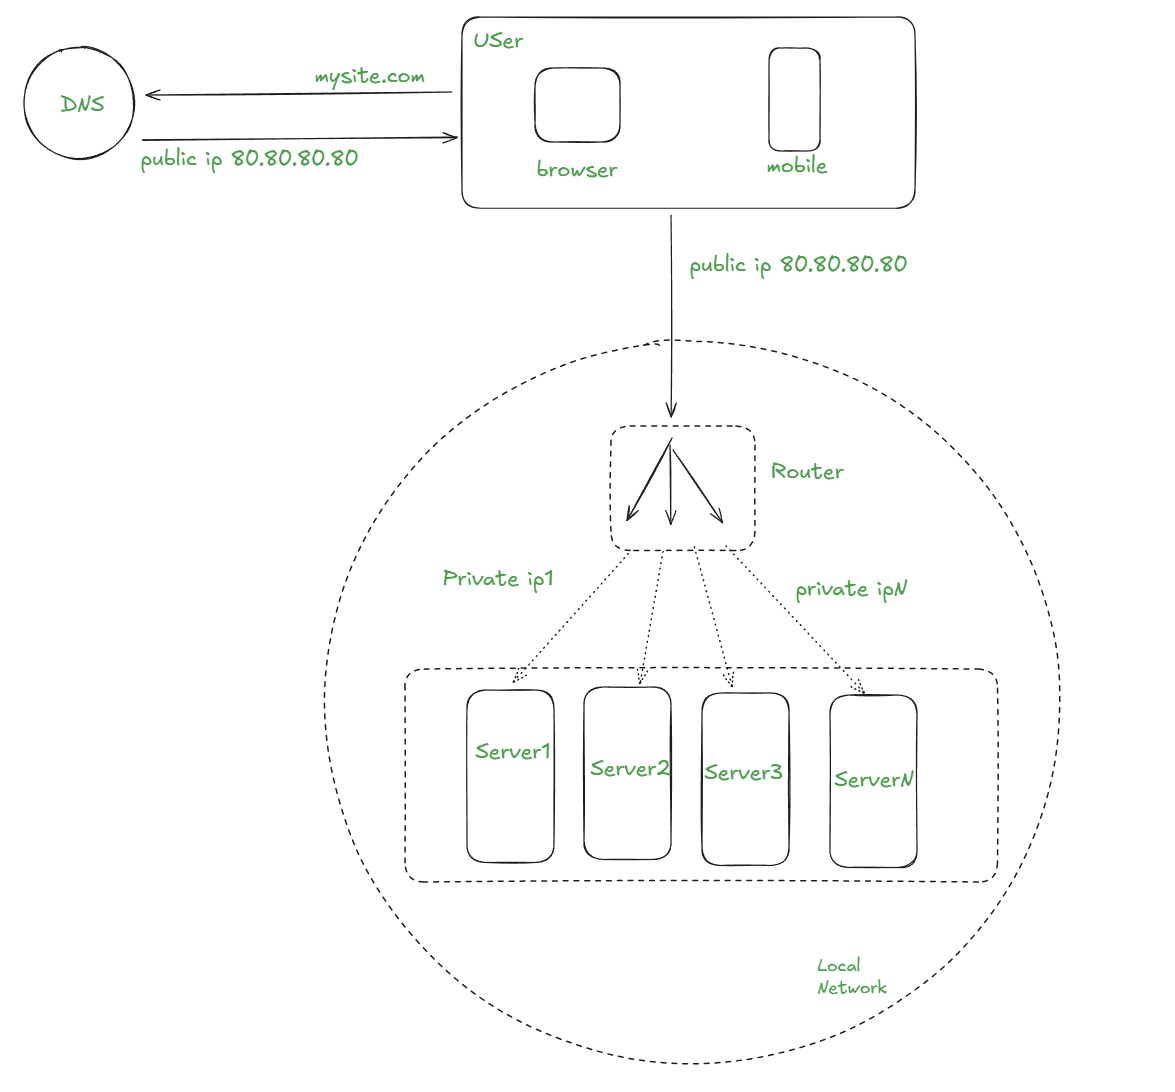 USer
mysite.com
DNS
public ip 80.80.80.80
browser
mobile
public ip 80.80.80.80
Router
Private ip1
private ipN
Server1
Server2
Server3
ServerN
Local
Network